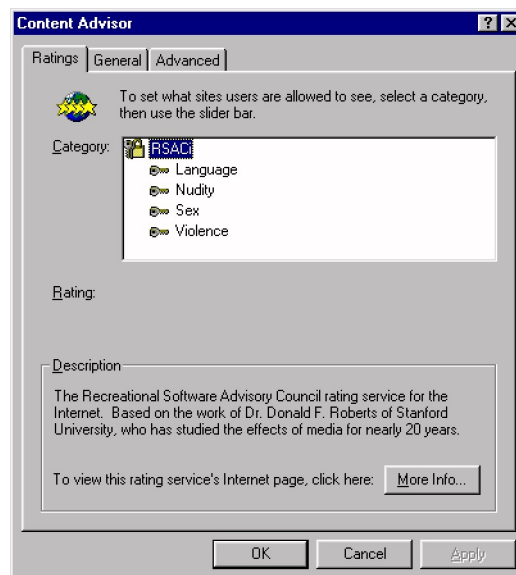 Content Advisor
Ratings General Advanced
To set what sites users are allowed to see, select a category,
then use the slider bar.
Category:
RSACi
Language
Nudity
Sex
Violence
Rating:
Description
The Recreational Software Advisory Council rating service for the
Internet. Based on the work of Dr. Donald F. Roberts of Stanford
University, who has studied the effects of media for nearly 20 years.
To view this rating service's Internet page, click here: More Info...
OK Cancel Apply